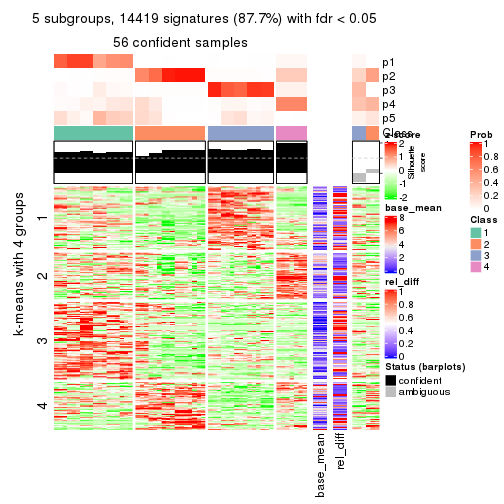 5 subgroups, 14419 signatures (87.7%) with fdr < 0.05
56 confident samples
p1
p2
p3
p4
p5
Class
z-score
2
1
0
-1
-2
Silhouette
score
Prob
1
0.8
0.6
0.4
0.2
0
base_mean
8
6
4
2
0
Class
1
2
3
4
rel_diff
1
0.8
0.6
0.4
0.2
0
Status (barplots)
confident
ambiguous
k-means with 4 groups
1
2
3
4
base_mean
rel_diff